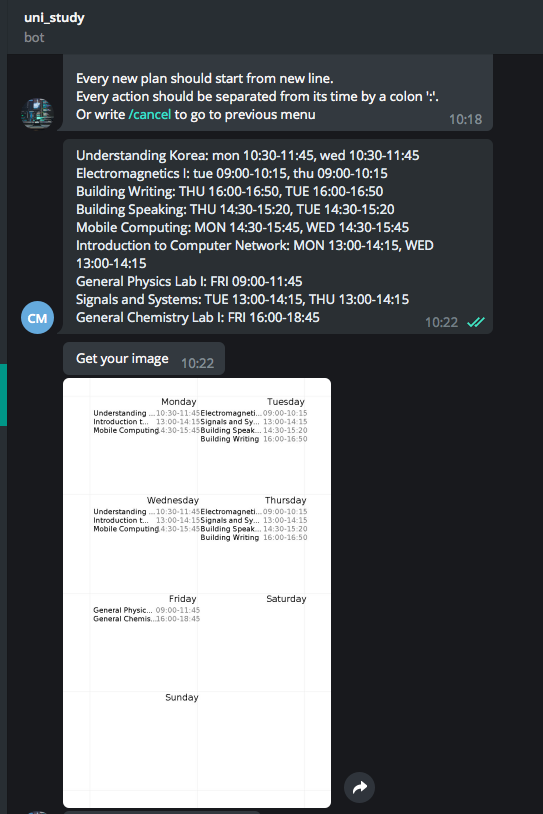 uni_study
bot
Every new plan should start from new line.
Every action should be separated from its time by a colon ':'.
Or write /cancel to go to previous menu
10:18
Understanding Korea: mon 10:30-11:45, wed 10:30-11:45
Electromagnetics I: tue 09:00-10:15, thu 09:00-10:15
Building Writing: THU 16:00-16:50, TUE 16:00-16:50
Building Speaking: THU 14:30-15:20, TUE 14:30-15:20
Mobile Computing: MON 14:30-15:45, WED 14:30-15:45
Introduction to Computer Network: MON 13:00-14:15, WED
13:00-14:15
General Physics Lab I: FRI 09:00-11:45
Signals and Systems: TUE 13:00-14:15, THU 13:00-14:15
General Chemistry Lab I: FRI 16:00-18:45
CM
10:22
Get your image 10:22
Monday Tuesday
Understanding ... 10:30-11:45 Electromagneti... 09:00-10:15
Introduction t... 13:00-14:15 Signals and Sy... 13:00-14:15
Mobile Computing 14:30-15:45 Building Speak... 14:30-15:20
Building Writing 16:00-16:50
Wednesday Thursday
Understanding ... 10:30-11:45 Electromagneti... 09:00-10:15
Introduction t... 13:00-14:15 Signals and Sy... 13:00-14:15
Mobile Computing 14:30-15:45 Building Speak... 14:30-15:20
Building Writing 16:00-16:50
Friday Saturday
General Physic... 09:00-11:45
General Chemis... 16:00-18:45
Sunday